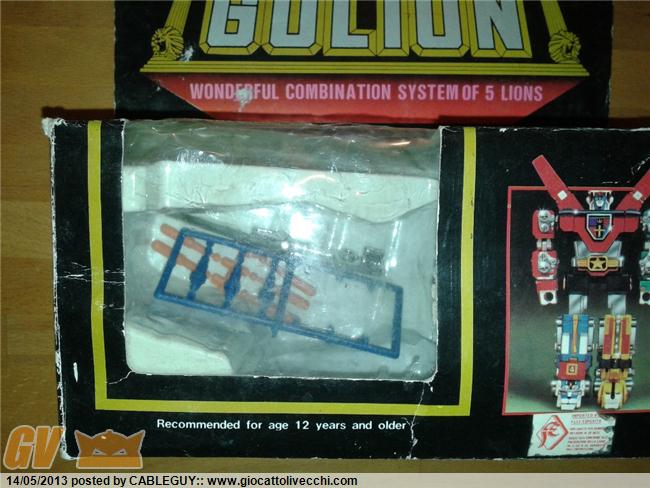 GOLION
WONDERFUL COMBINATION SYSTEM OF 5 LIONS
4
Recommended for age 12 years and older
GV
14/05/2013 posted by CABLEGUY:: www.giocattolivecchi.com